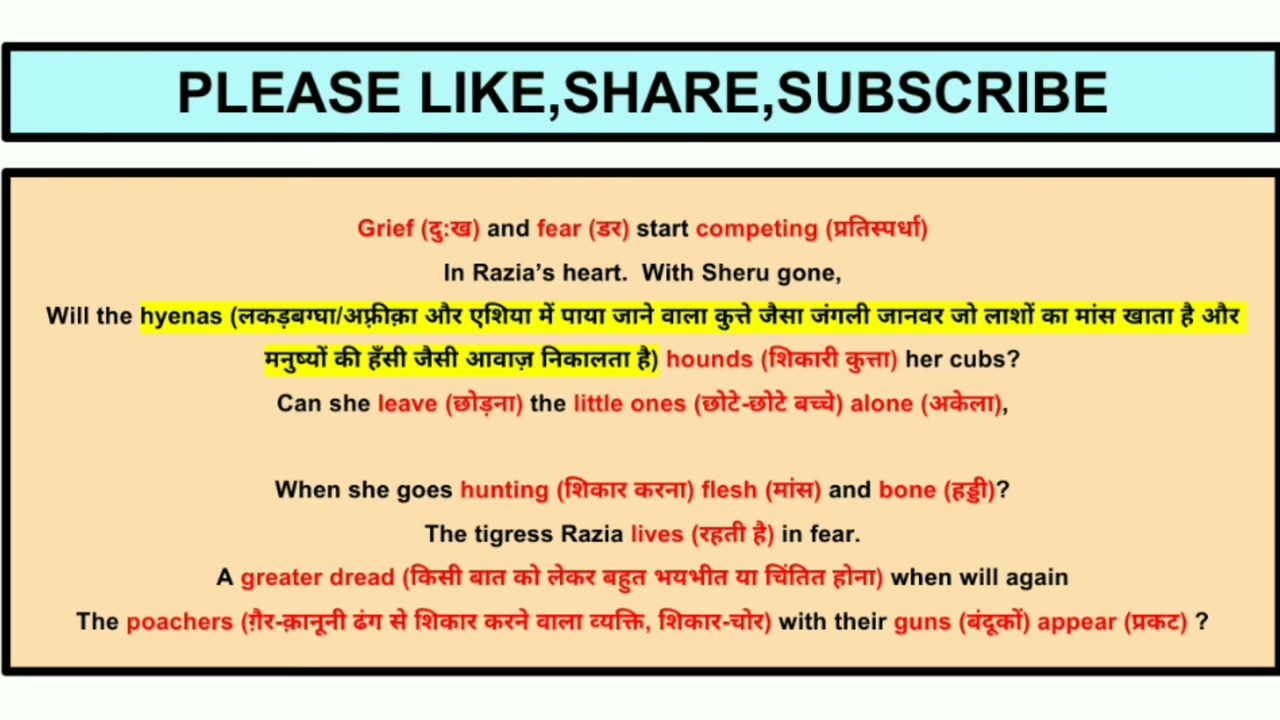 PLEASE LIKE,SHARE,SUBSCRIBE
Grief (दुःख) and fear (डर) start competing (प्रतिस्पर्धा)
In Razia’s heart.  With Sheru gone,
Will the hyenas (लकड़बग्घा/अफ़्रीक़ा और एशिया में पाया जाने वाला कुत्ते जैसा जंगली जानवर जो लाशों का मांस खाता है और
मनुष्यों की हँसी जैसी आवाज़ निकालता है) hounds (शिकारी कुत्ता) her cubs?
Can she leave (छोड़ना) the little ones (छोटे-छोटे बच्चे) alone (अकेला),
When she goes hunting (शिकार करना) flesh (मांस) and bone (हड्डी)?
The tigress Razia lives (रहती है) in fear.
A greater dread (किसी बात को लेकर बहुत भयभीत या चिंतित होना) when will again
The poachers (ग़ैर-क़ानूनी ढंग से शिकार करने वाला व्यक्ति, शिकार-चोर) with their guns (बंदूकों) appear (प्रकट) ?